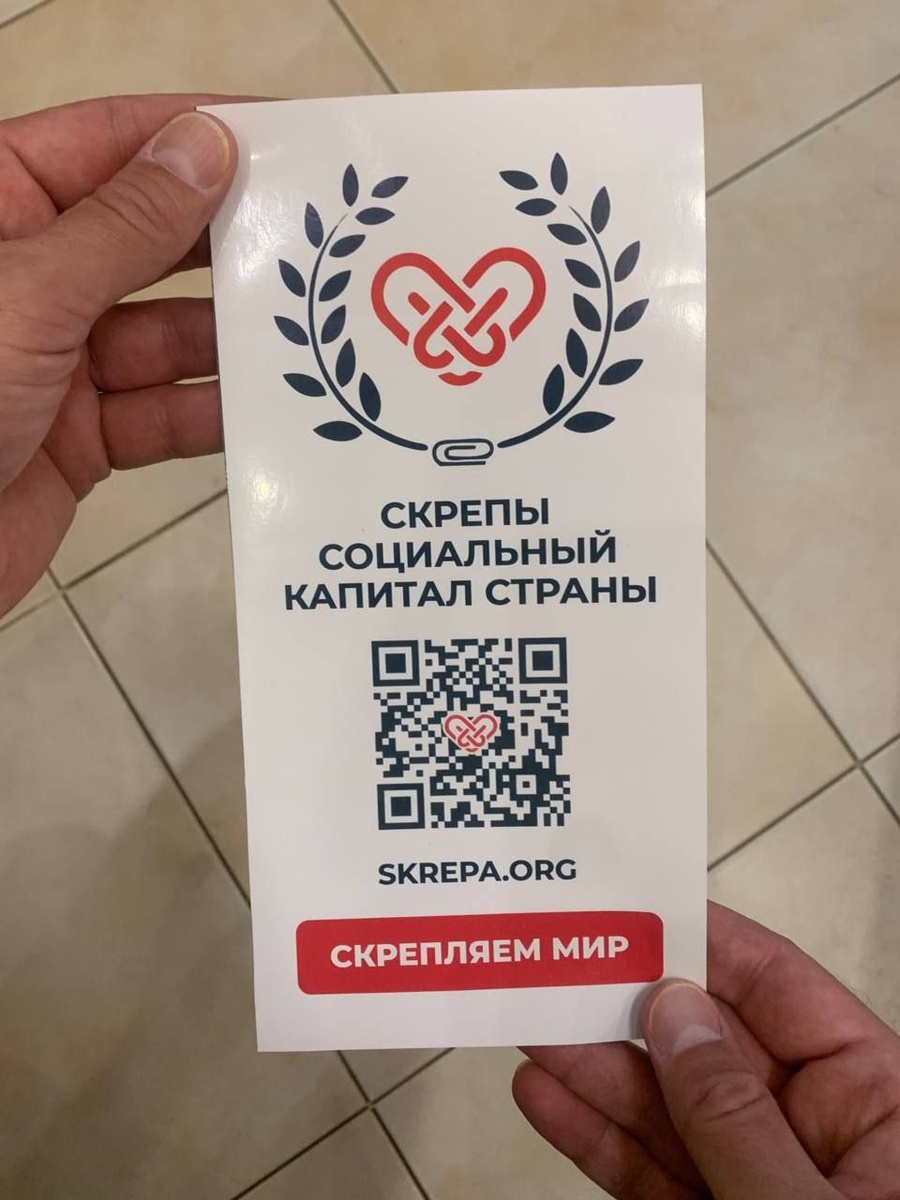 СКРЕПЫ
СОЦИАЛЬНЫЙ
КАПИТАЛ СТРАНЫ
SKREPA.ORG
СКРЕПЛЯЕМ МИР